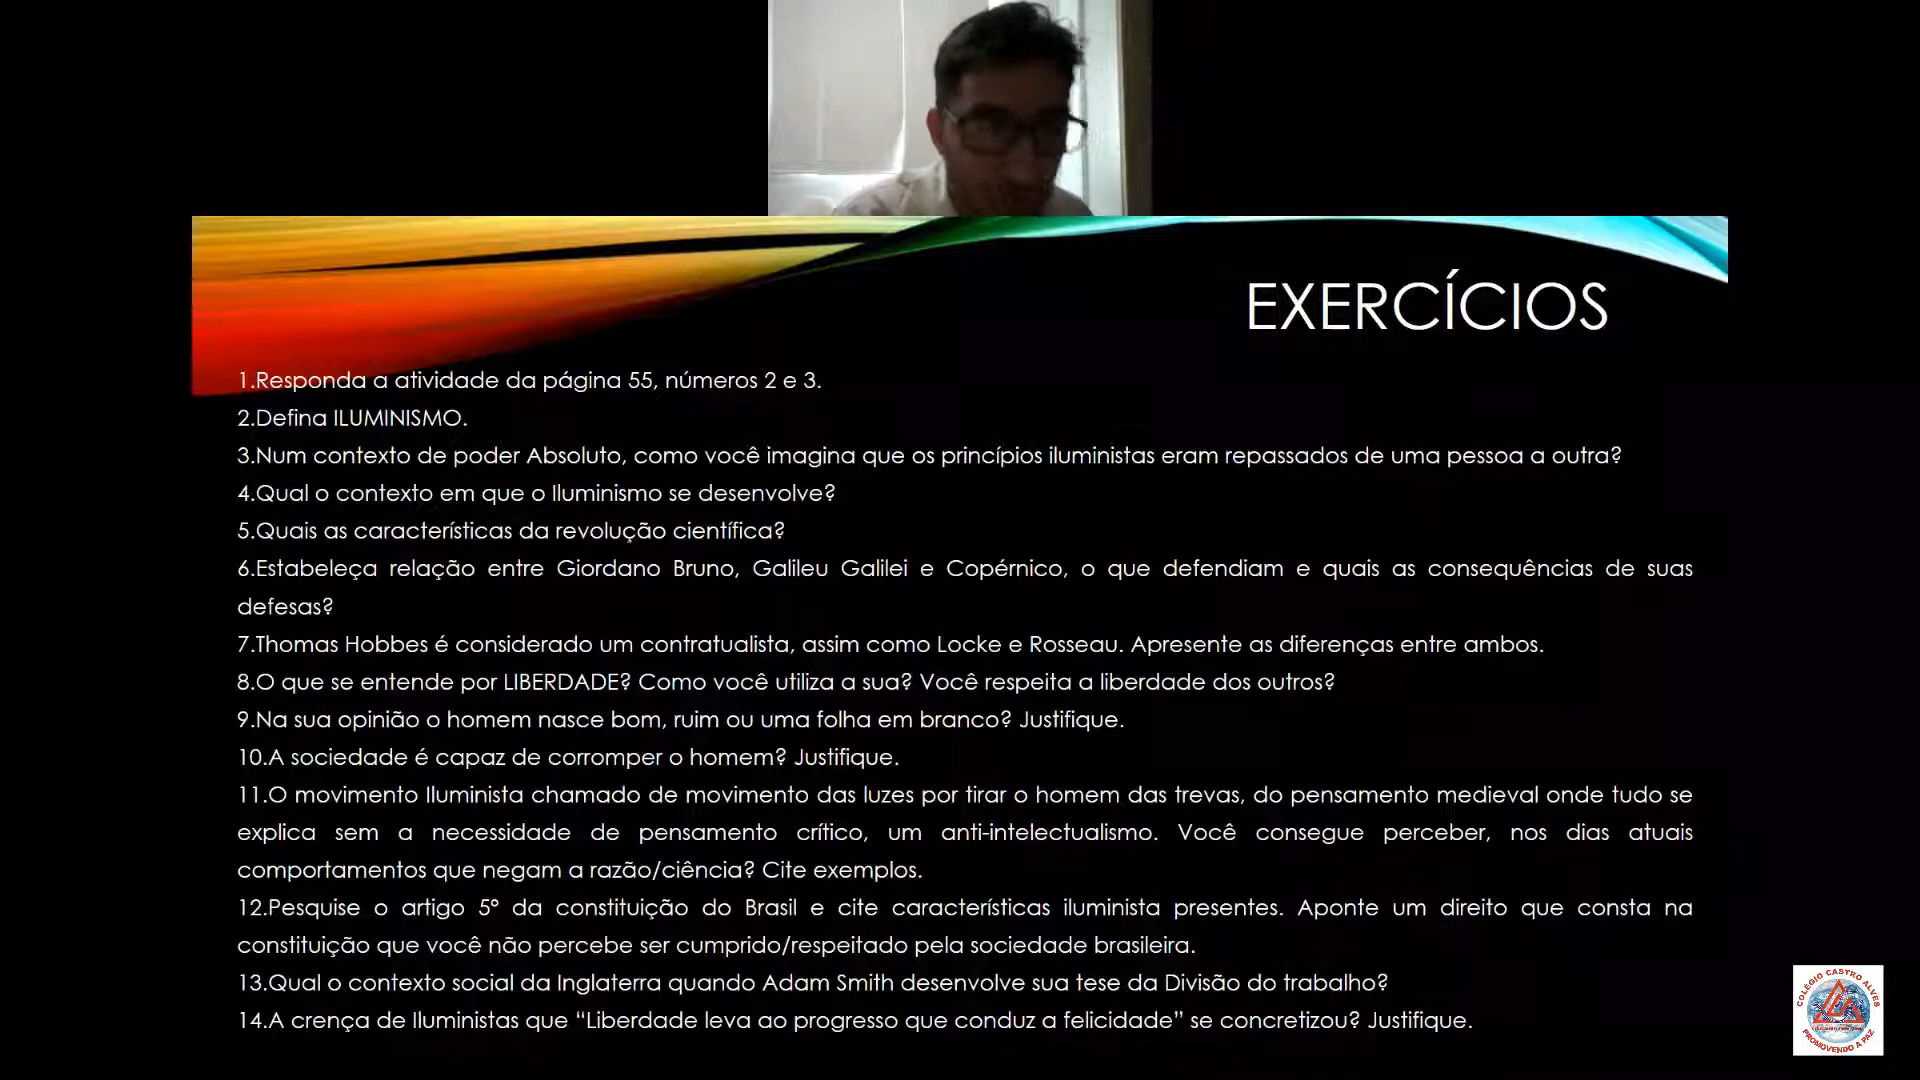 EXERCÍCIOS
1.Responda a atividade da página 55, números 2 e 3.
2.Defina ILUMINISMO.
3.Num contexto de poder Absoluto, como você imagina que os princípios iluministas eram repassados de uma pessoa a outra?
4.Qual o contexto em que o Iluminismo se desenvolve?
5.Quais as características da revolução científica?
6.Estabeleça relação entre Giordano Bruno, Galileu Galilei e Copérnico, o que defendiam e quais as consequências de suas
defesas?
7.Thomas Hobbes é considerado um contratualista, assim como Locke e Rosseau. Apresente as diferenças entre ambos.
8.O que se entende por LIBERDADE? Como você utiliza a sua? Você respeita a liberdade dos outros?
9.Na sua opinião o homem nasce bom, ruim ou uma folha em branco? Justifique.
10.A sociedade é capaz de corromper o homem? Justifique.
11.O movimento Iluminista chamado de movimento das luzes por tirar o homem das trevas, do pensamento medieval onde tudo se
explica sem a necessidade de pensamento crítico, um anti-intelectualismo. Você consegue perceber, nos dias atuais
comportamentos que negam a razão/ciência? Cite exemplos.
12.Pesquise o artigo 5º da constituição do Brasil e cite características iluminista presentes. Aponte um direito que consta na
constituição que você não percebe ser cumprido/respeitado pela sociedade brasileira.
13.Qual o contexto social da Inglaterra quando Adam Smith desenvolve sua tese da Divisão do trabalho?
14.A crença de Iluministas que “Liberdade leva ao progresso que conduz a felicidade” se concretizou? Justifique.
COLÉGIO CASTRO ALVES
PROMOVENDO A PAZ